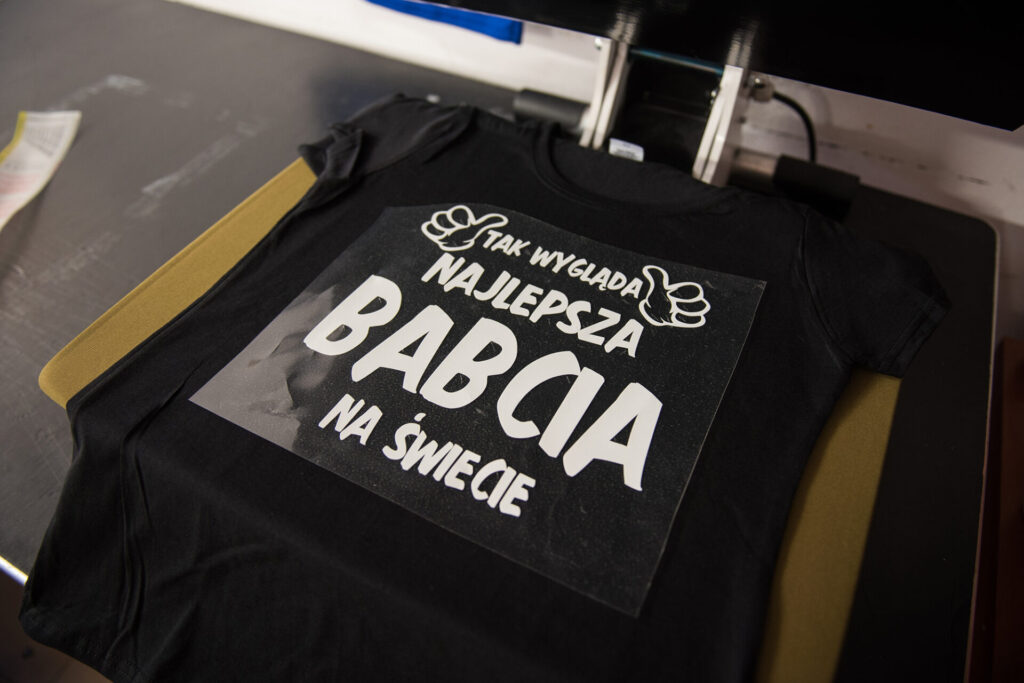 TAK WYGLĄDA
NAJLEPSZA
BABCIA
NA ŚWIECIE